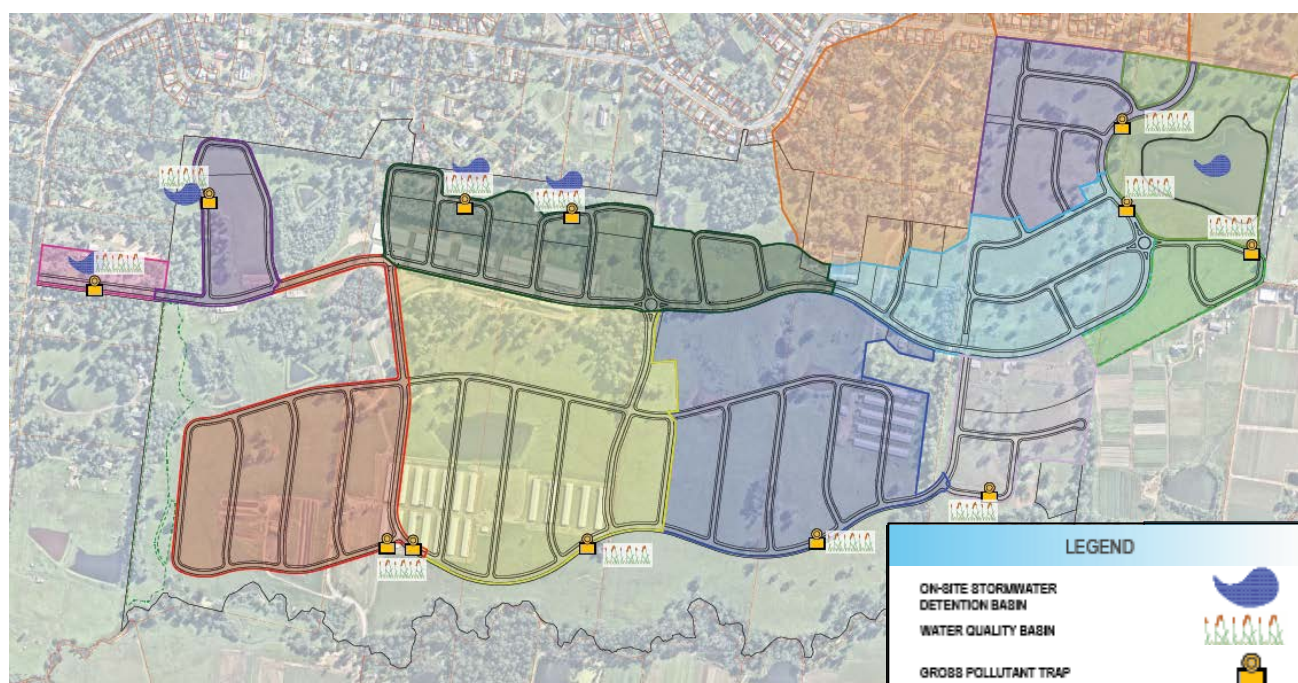 LEGEND
ON-SITE STORMWATER
DETENTION BASIN
WATER QUALITY BASIN
GROSS POLLUTANT TRAP